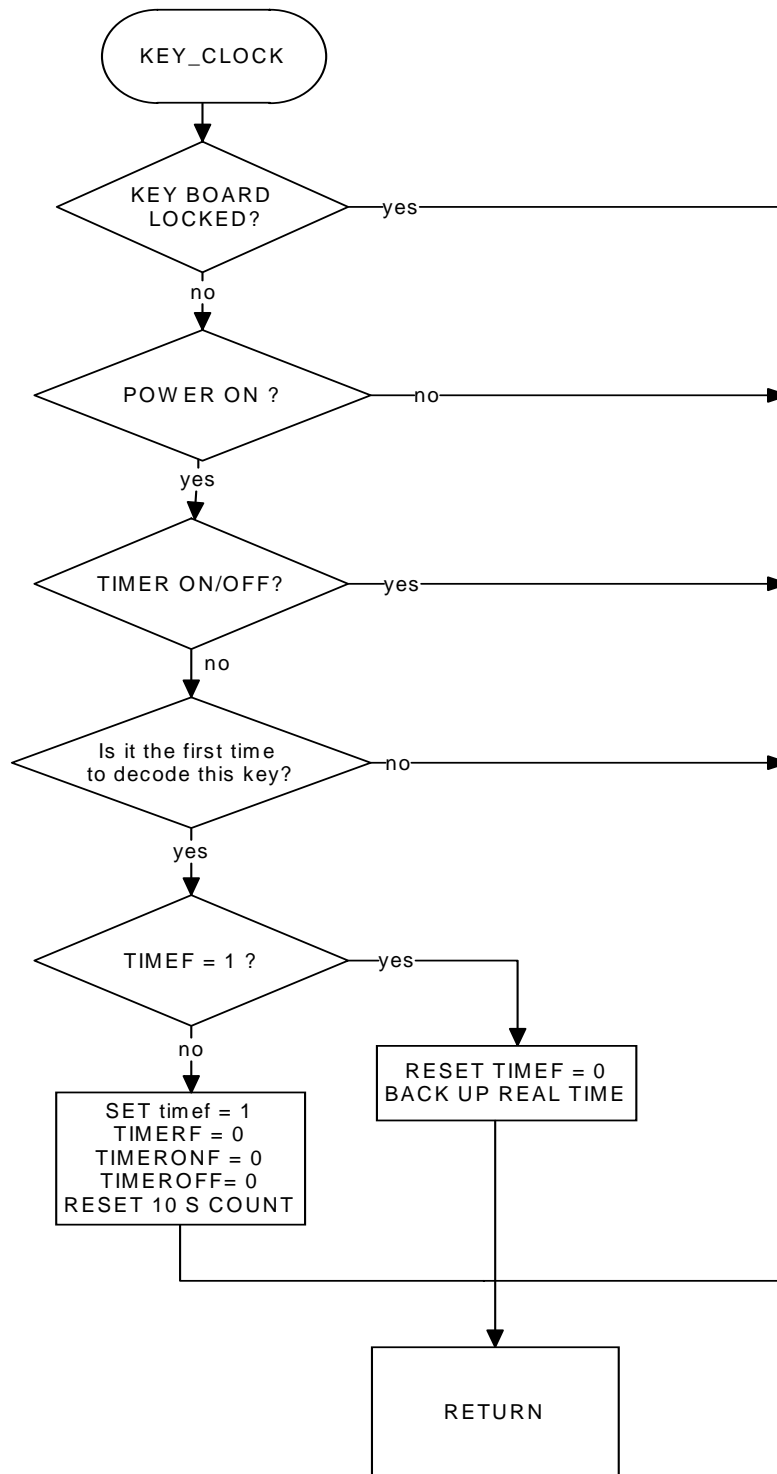 KEY_CLOCK
KEY BOARD
LOCKED?
yes
no
POWER ON ?
no
yes
TIMER ON/OFF?
yes
no
Is it the first time
to decode this key?
no
yes
TIMEF = 1 ?
yes
no
RESET TIMEF = 0
BACK UP REAL TIME
SET timef = 1
TIMERF = 0
TIMERONF = 0
TIMEROFF= 0
RESET 10 S COUNT
RETURN